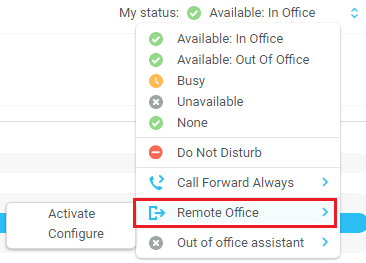 My status: Available: In Office
Available: In Office
Available: Out Of Office
Busy
Unavailable
None
Do Not Disturb
Call Forward Always
Remote Office
Activate
Configure
Out of office assistant